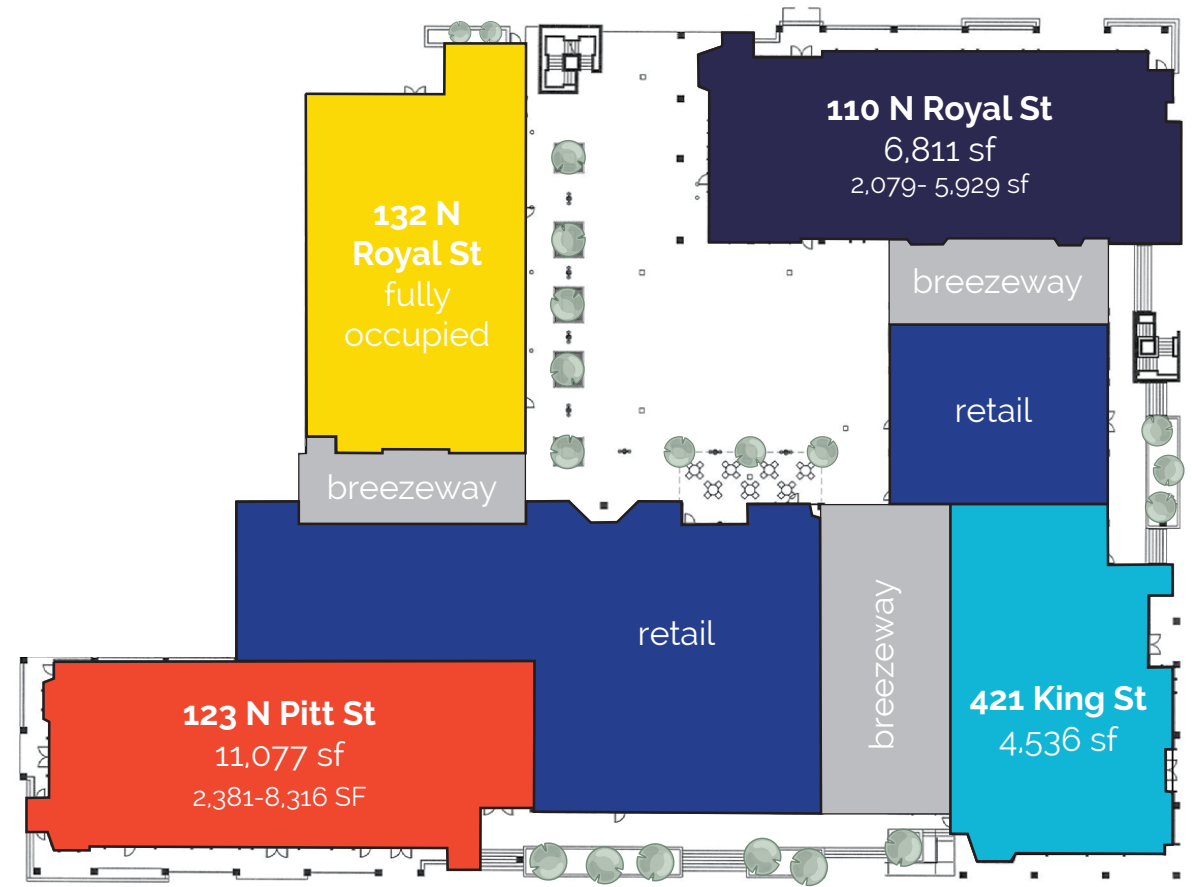 110 N Royal St
6,811 sf
2,079- 5,929 sf
132 N
Royal St
fully
occupied
breezeway
retail
breezeway
retail
breezeway
421 King St
4,536 sf
123 N Pitt St
11,077 sf
2,381-8,316 SF